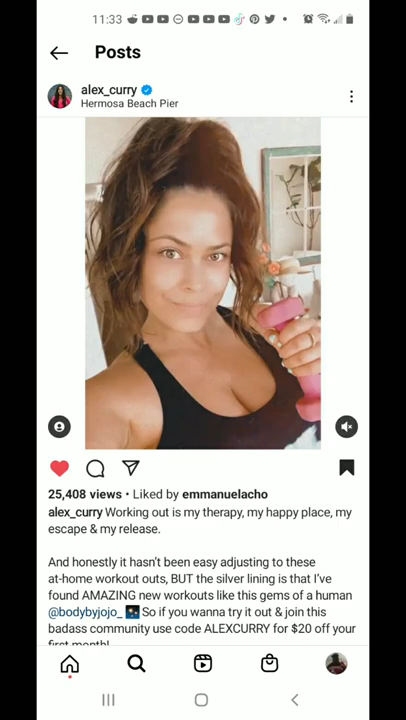 11:33
Posts
alex_curry
Hermosa Beach Pier
25,408 views • Liked by emmanuelacho
alex_curry Working out is my therapy, my happy place, my
escape & my release.
And honestly it hasn't been easy adjusting to these
at-home workout outs, BUT the silver lining is that I've
found AMAZING new workouts like this gems of a human
@bodybyjojo_ 🎆 So if you wanna try it out & join this
badass community use code ALEXCURRY for $20 off your
first month!